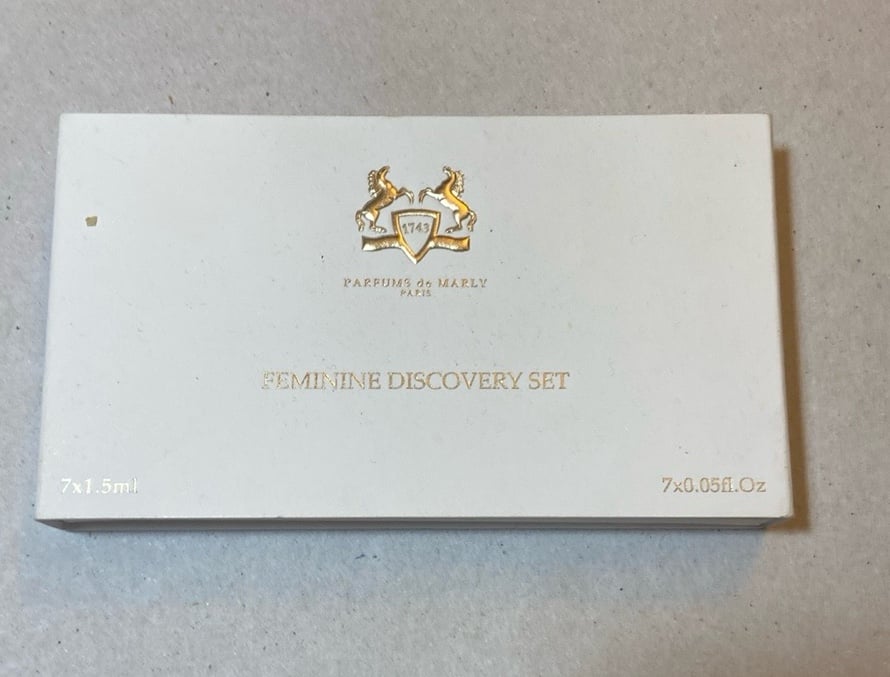 1743
PARFUMS de MARLY
PARIS
FEMININE DISCOVERY SET
7x1.5ml
7x0.05fl.Oz